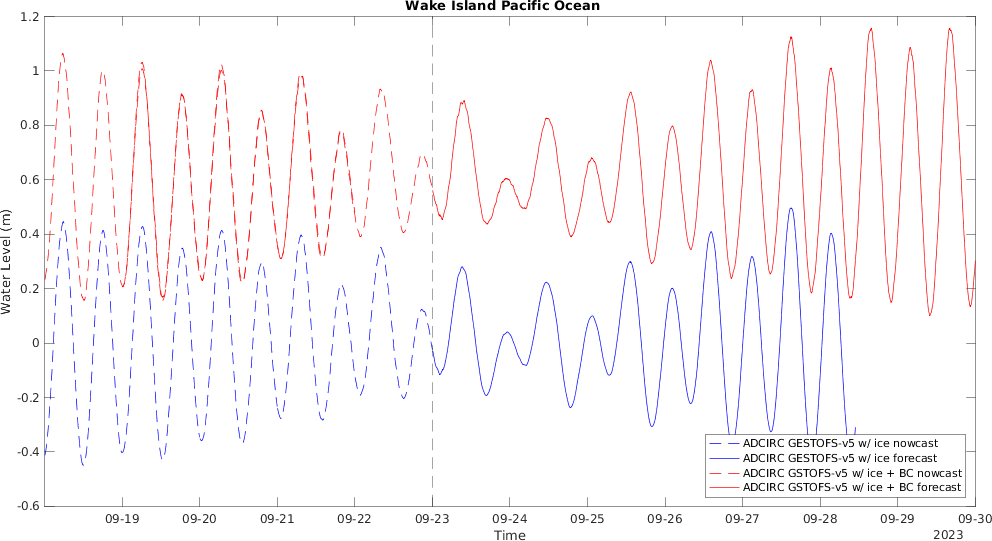 Wake Island Pacific Ocean
1.2
1
0.8
0.6
0.4
0.2
0
-0.2
-0.4
-0.6
Water Level (m)
ADCIRC GESTOFS-v5 w/ ice nowcast
ADCIRC GESTOFS-v5 w/ ice forecast
ADCIRC GSTOFS-v5 w/ ice + BC nowcast
ADCIRC GSTOFS-v5 w/ ice + BC forecast
09-19 09-20 09-21 09-22 09-23 09-24 09-25 09-26 09-27 09-28 09-29 09-30
Time
2023